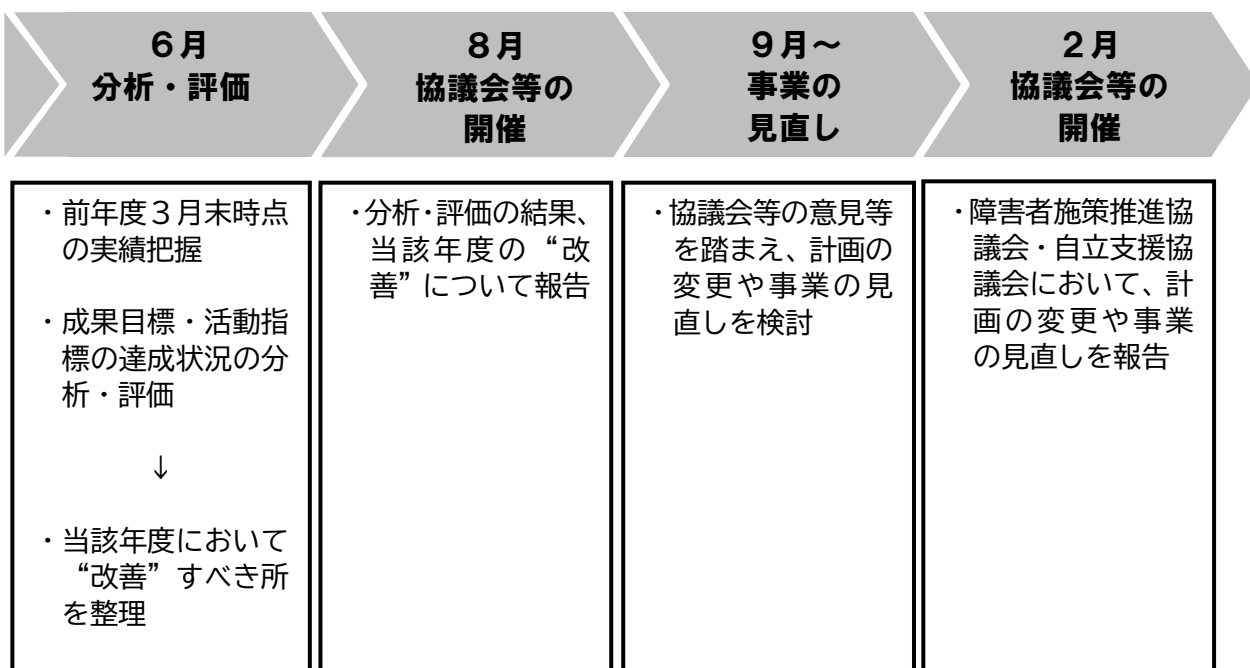 6月
分析・評価
8月
協議会等の
開催
9月～
事業の
見直し
2月
協議会等の
開催
・前年度３月末時点
の実績把握
・成果目標・活動指
標の達成状況の分
析・評価
↓
・当該年度において
“改善”すべき所
を整理
・分析・評価の結果、
当該年度の“改
善”について報告
・協議会等の意見等
を踏まえ、計画の
変更や事業の見
直しを検討
・障害者施策推進協
議会・自立支援協
議会において、計
画の変更や事業
の見直しを報告